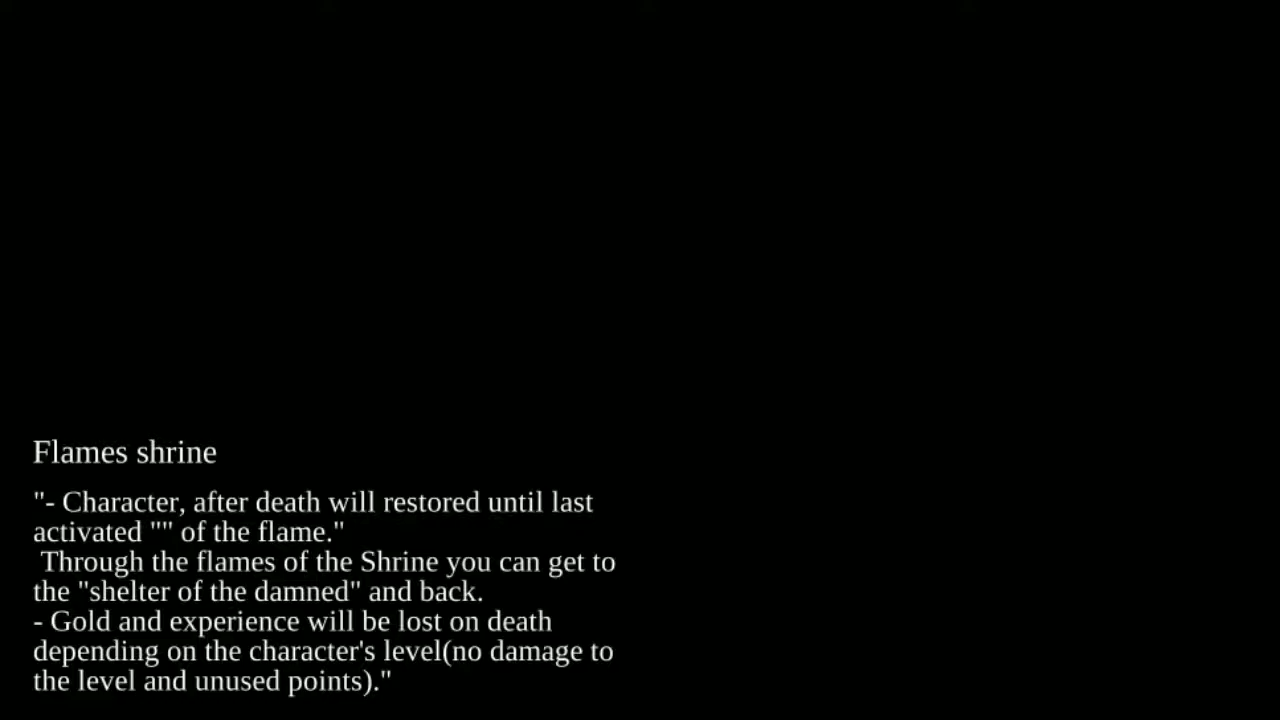 Flames shrine
"- Character, after death will restored until last
activated "" of the flame."
Through the flames of the Shrine you can get to
the "shelter of the damned" and back.
- Gold and experience will be lost on death
depending on the character's level(no damage to
the level and unused points)."